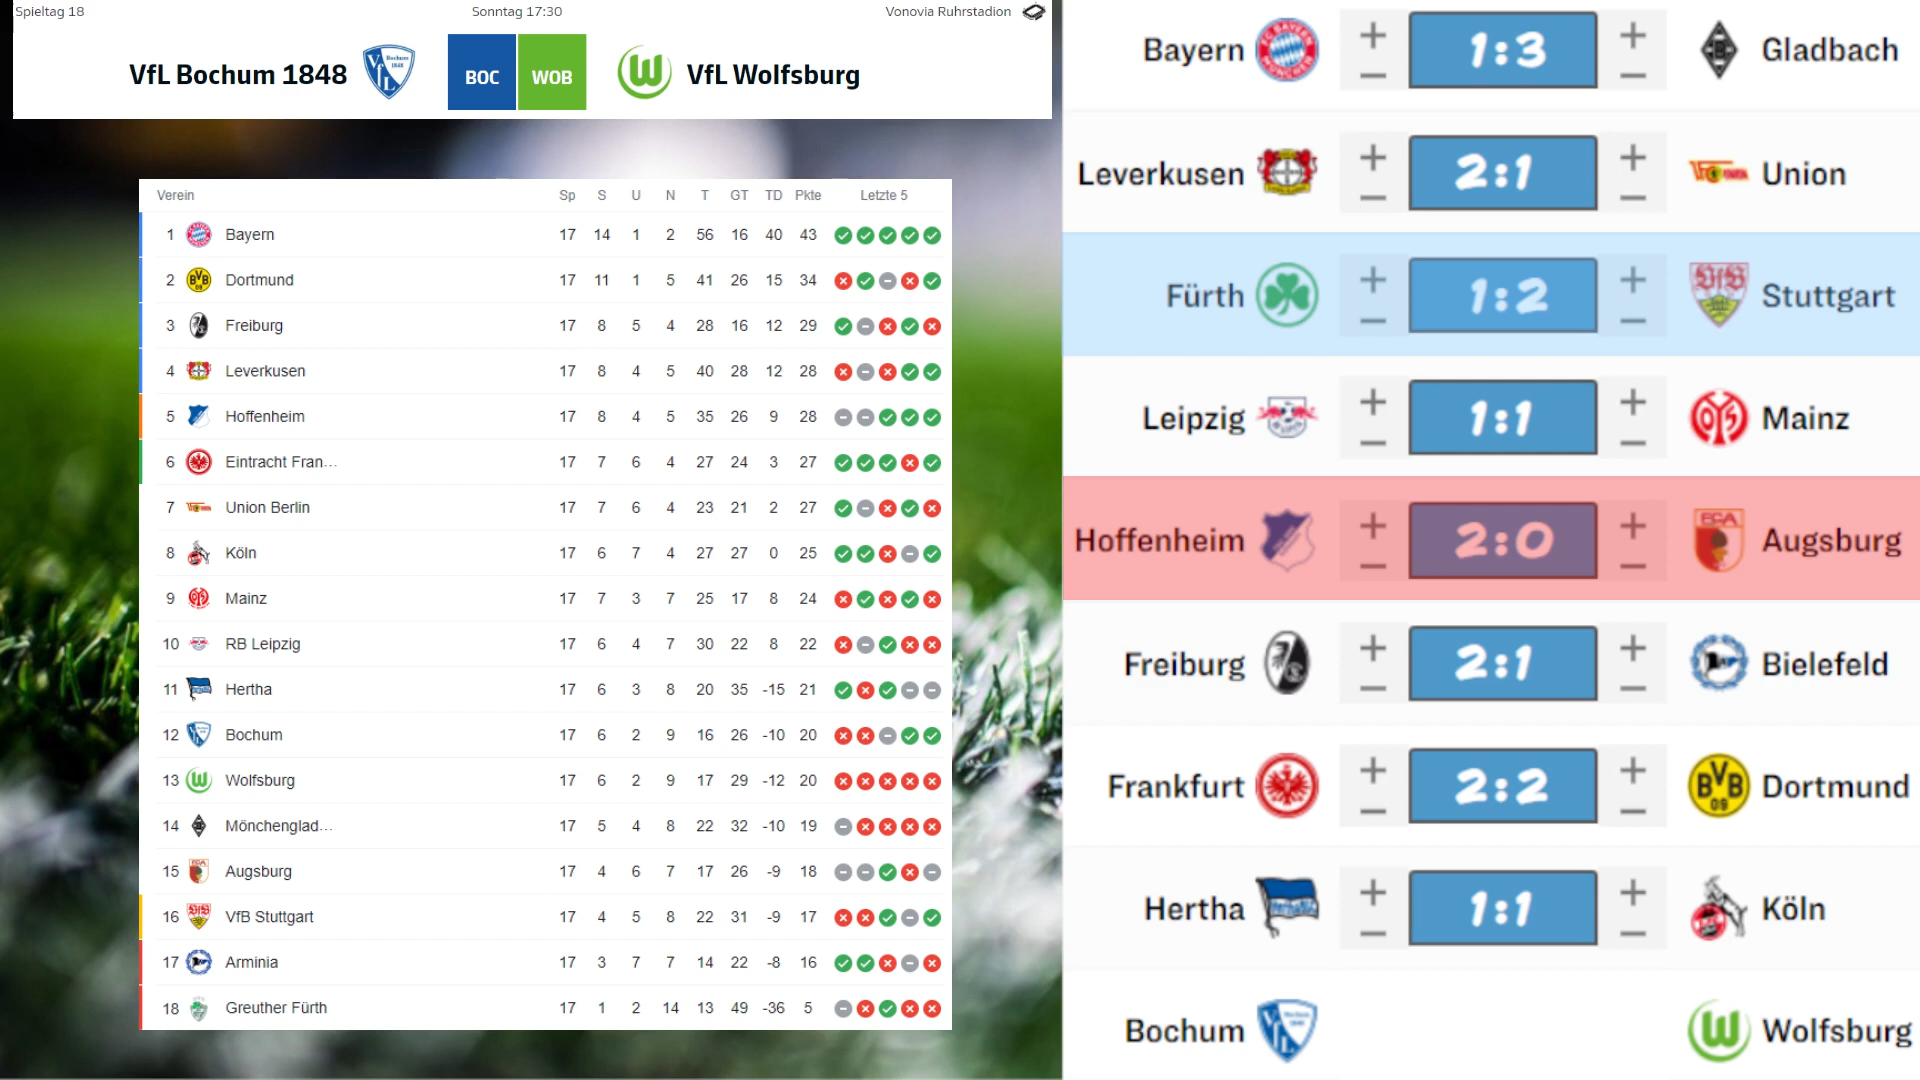 Spieltag 18 Sonntag 17:30 Vonovia Ruhrstadion
VfL Bochum 1848 BOC WOB VfL Wolfsburg
Verein Sp S U N T GT TD Pkte Letzte 5
1 Bayern 17 14 1 2 56 16 40 43
2 Dortmund 17 11 1 5 41 26 15 34
3 Freiburg 17 8 5 4 28 16 12 29
4 Leverkusen 17 8 4 5 40 28 12 28
5 Hoffenheim 17 8 4 5 35 26 9 28
6 Eintracht Fran... 17 7 6 4 27 24 3 27
7 Union Berlin 17 7 6 4 23 21 2 27
8 Köln 17 6 7 4 27 27 0 25
9 Mainz 17 7 3 7 25 17 8 24
10 RB Leipzig 17 6 4 7 30 22 8 22
11 Hertha 17 6 3 8 20 35 -15 21
12 Bochum 17 6 2 9 16 26 -10 20
13 Wolfsburg 17 6 2 9 17 29 -12 20
14 Mönchenglad... 17 5 4 8 22 32 -10 19
15 Augsburg 17 4 6 7 17 26 -9 18
16 VfB Stuttgart 17 4 5 8 22 31 -9 17
17 Arminia 17 3 7 7 14 22 -8 16
18 Greuther Fürth 17 1 2 14 13 49 -36 5
Bayern + − 1:3 + − Gladbach
Leverkusen + − 2:1 + − Union
Fürth + − 1:2 + − Stuttgart
Leipzig + − 1:1 + − Mainz
Hoffenheim + − 2:0 + − Augsburg
Freiburg + − 2:1 + − Bielefeld
Frankfurt + − 2:2 + − Dortmund
Hertha + − 1:1 + − Köln
Bochum Wolfsburg